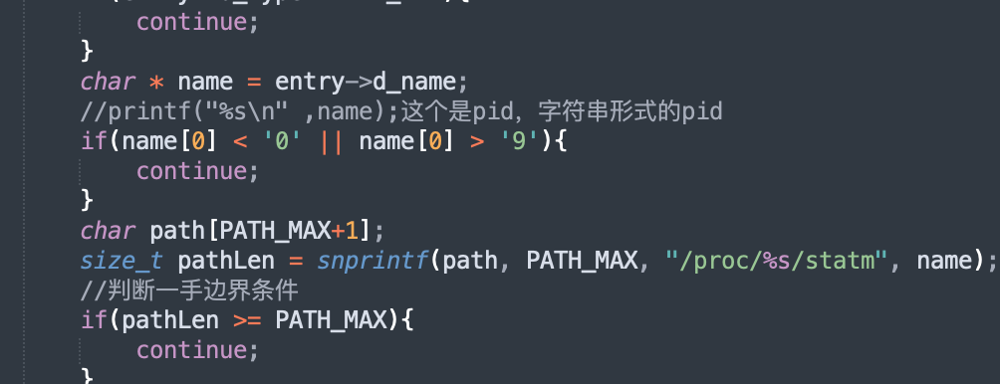 continue;
}
char * name = entry->d_name;
//printf("%s\n" ,name);这个是pid，字符串形式的pid
if(name[0] < '0' || name[0] > '9'){
continue;
}
char path[PATH_MAX+1];
size_t pathLen = snprintf(path, PATH_MAX, "/proc/%s/statm", name);
//判断一手边界条件
if(pathLen >= PATH_MAX){
continue;
}